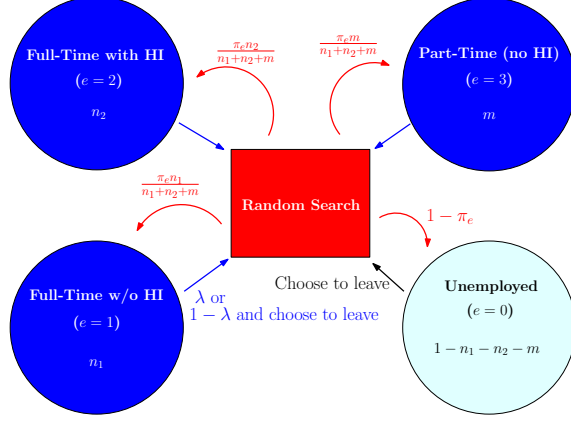 Full-Time with HI
(e = 2)
n₂
πₑn₂ / n₁+n₂+m
πₑm / n₁+n₂+m
Part-Time (no HI)
(e = 3)
m
Random Search
πₑn₁ / n₁+n₂+m
1 − πₑ
Full-Time w/o HI
(e = 1)
n₁
λ or
1 − λ and choose to leave
Choose to leave
Unemployed
(e = 0)
1 − n₁ − n₂ − m